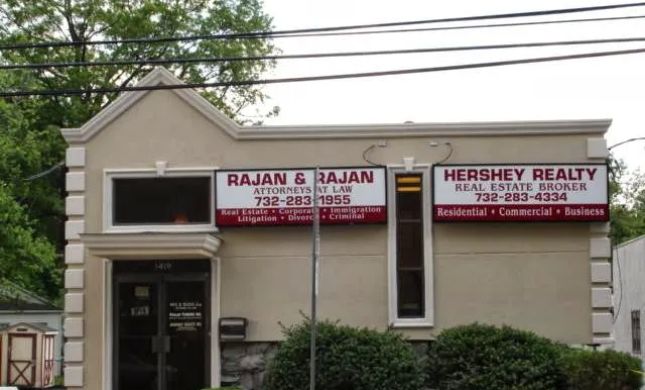 RAJAN & RAJAN
ATTORNEYS AT LAW
732-283-1955
Real Estate • Corporate • Immigration
Litigation • Divorce • Criminal
HERSHEY REALTY
REAL ESTATE BROKER
732-283-4334
Residential • Commercial • Business